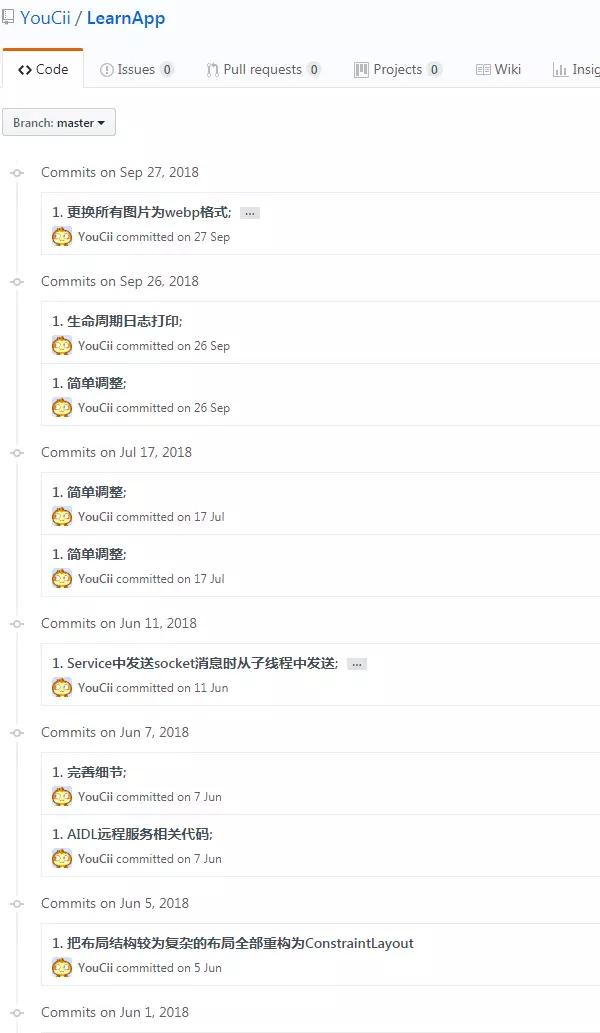 YouCii / LearnApp
Code Issues 0 Pull requests 0 Projects 0 Wiki Insig
Branch: master
Commits on Sep 27, 2018
1. 更换所有图片为webp格式; …
YouCii committed on 27 Sep
Commits on Sep 26, 2018
1. 生命周期日志打印;
YouCii committed on 26 Sep
1. 简单调整;
YouCii committed on 26 Sep
Commits on Jul 17, 2018
1. 简单调整;
YouCii committed on 17 Jul
1. 简单调整;
YouCii committed on 17 Jul
Commits on Jun 11, 2018
1. Service中发送socket消息时从子线程中发送; …
YouCii committed on 11 Jun
Commits on Jun 7, 2018
1. 完善细节;
YouCii committed on 7 Jun
1. AIDL远程服务相关代码;
YouCii committed on 7 Jun
Commits on Jun 5, 2018
1. 把布局结构较为复杂的布局全部重构为ConstraintLayout
YouCii committed on 5 Jun
Commits on Jun 1, 2018